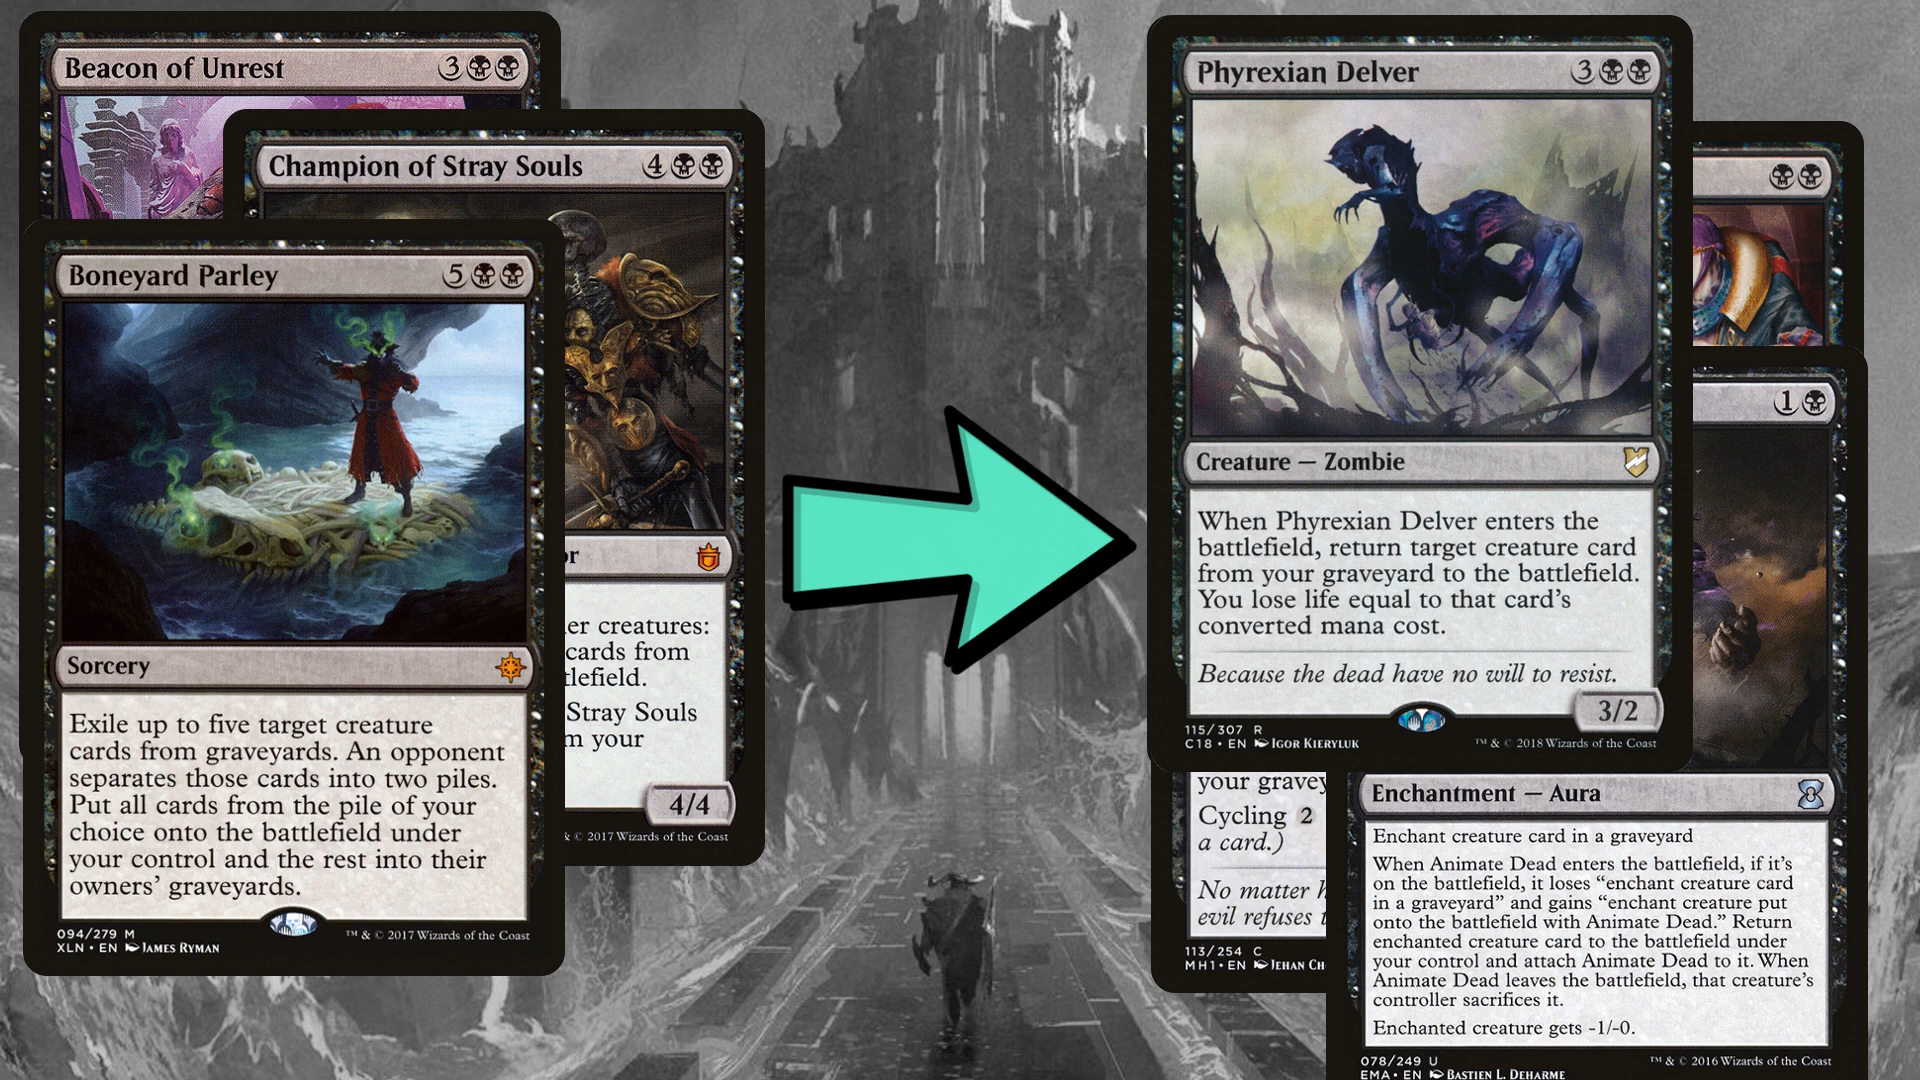 Beacon of Unrest 3
Champion of Stray Souls 4
or
er creatures:
cards from
tlefield.
Stray Souls
m your
4/4
& © 2017 Wizards of the Coast
Boneyard Parley 5
Sorcery
Exile up to five target creature
cards from graveyards. An opponent
separates those cards into two piles.
Put all cards from the pile of your
choice onto the battlefield under
your control and the rest into their
owners’ graveyards.
094/279 M
XLN • EN JAMES RYMAN
™ & © 2017 Wizards of the Coast
Phyrexian Delver 3
Creature — Zombie
When Phyrexian Delver enters the
battlefield, return target creature card
from your graveyard to the battlefield.
You lose life equal to that card’s
converted mana cost.
Because the dead have no will to resist.
3/2
115/307 R
C18 • EN IGOR KIERYLUK
™ & © 2018 Wizards of the Coast
your gravey
Cycling 2
a card.)
No matter h
evil refuses t
113/254 C
MH1 • EN JEHAN CH
1
Enchantment — Aura
Enchant creature card in a graveyard
When Animate Dead enters the battlefield, if it’s
on the battlefield, it loses “enchant creature card
in a graveyard” and gains “enchant creature put
onto the battlefield with Animate Dead.” Return
enchanted creature card to the battlefield under
your control and attach Animate Dead to it. When
Animate Dead leaves the battlefield, that creature’s
controller sacrifices it.
Enchanted creature gets -1/-0.
078/249 U
EMA • EN BASTIEN L. DEHARME
™ & © 2016 Wizards of the Coast